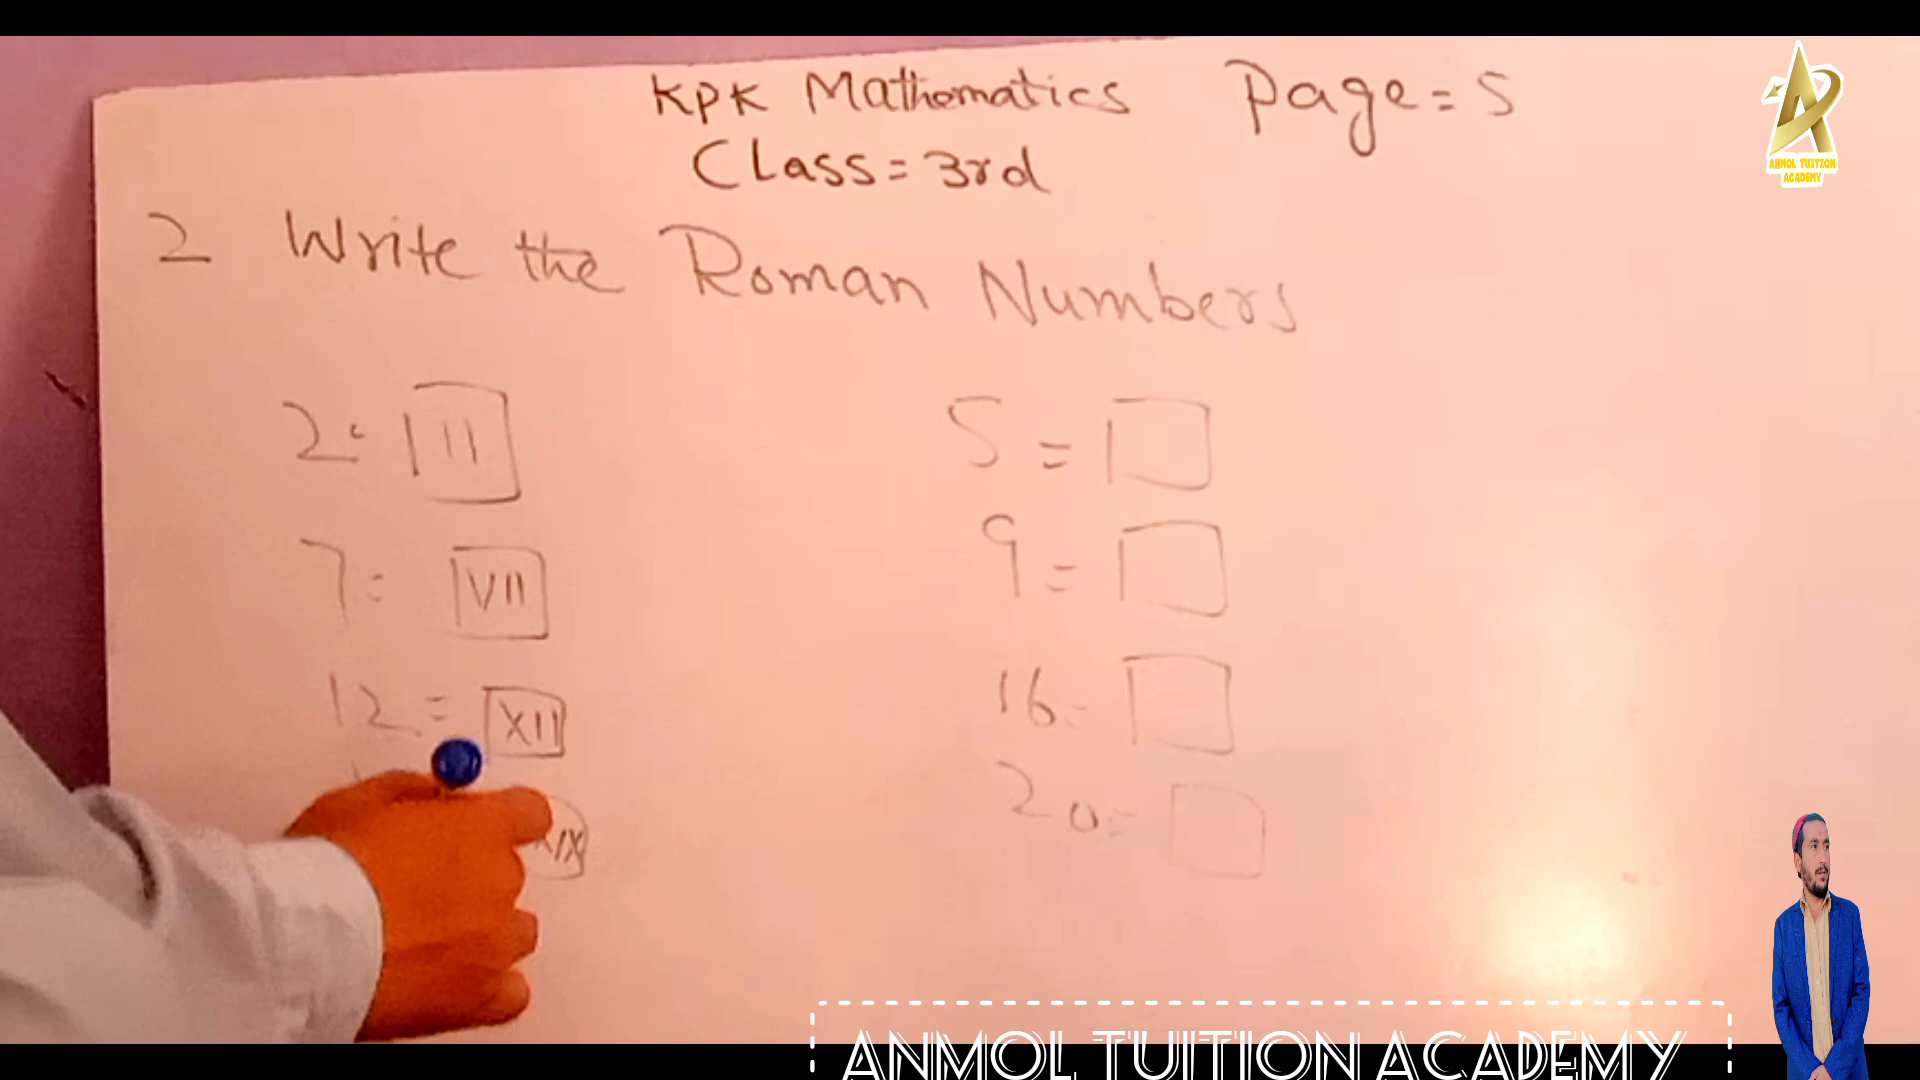 KPK Mathematics Page = 5
Class = 3rd
2 Write the Roman Numbers
2 = II
5 =
7 = VII
9 =
12 = XII
16 =
XIX
20 =
ANMOL TUITION
ACADEMY
ANMOL TUITION ACADEMY